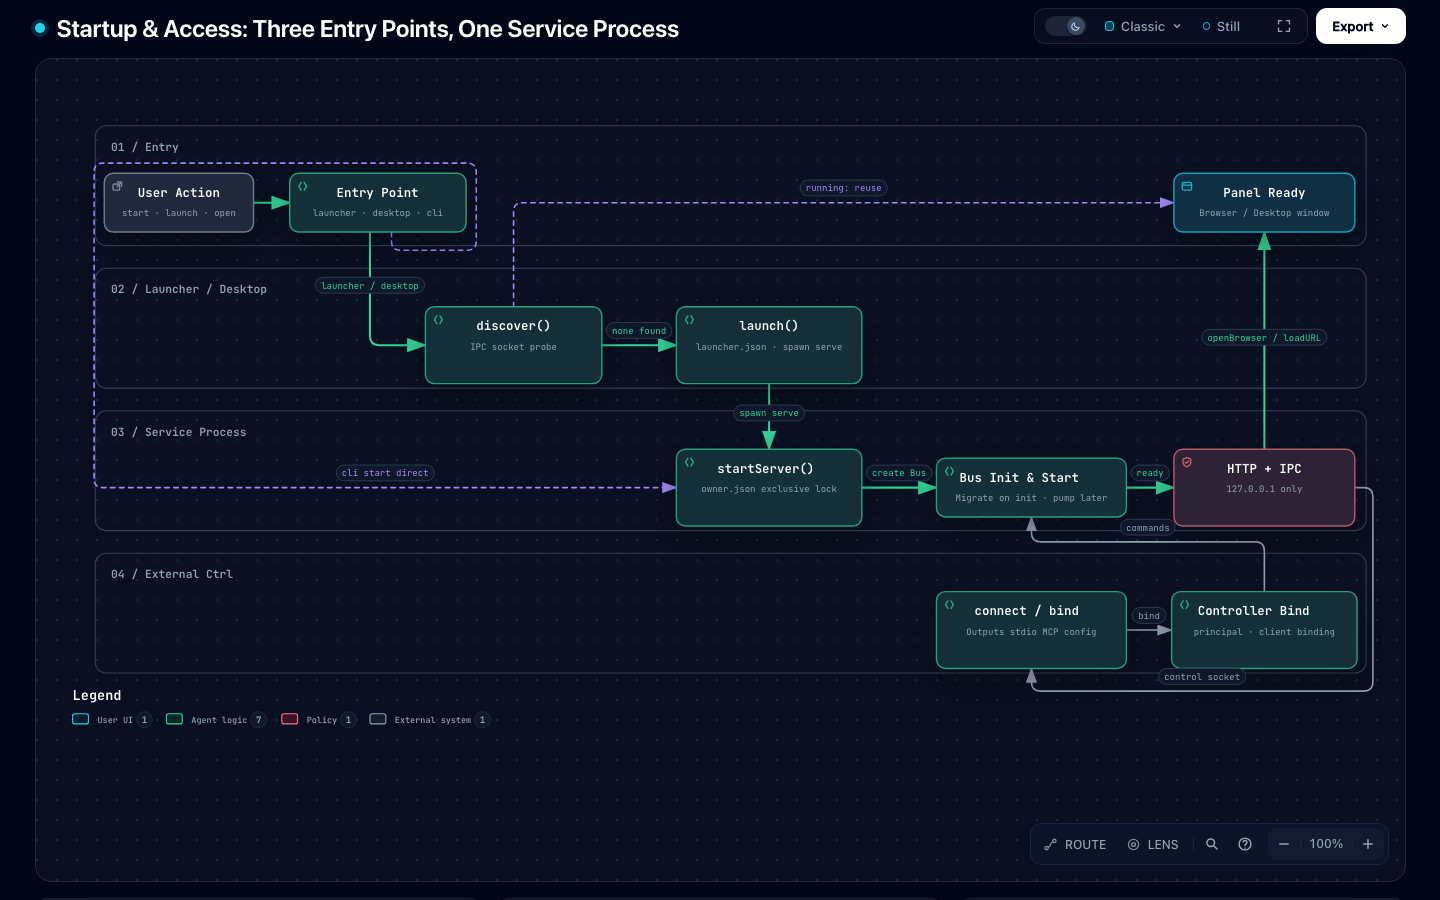 Startup & Access: Three Entry Points, One Service Process
Classic
Still
Export
01 / Entry
User Action
start · launch · open
Entry Point
launcher · desktop · cli
running: reuse
Panel Ready
Browser / Desktop window
02 / Launcher / Desktop
launcher / desktop
discover()
IPC socket probe
none found
launch()
launcher.json · spawn serve
openBrowser / loadURL
spawn serve
03 / Service Process
cli start direct
startServer()
owner.json exclusive lock
create Bus
Bus Init & Start
Migrate on init · pump later
ready
HTTP + IPC
127.0.0.1 only
commands
04 / External Ctrl
connect / bind
Outputs stdio MCP config
bind
Controller Bind
principal · client binding
control socket
Legend
User UI 1
Agent logic 7
Policy 1
External system 1
ROUTE
LENS
100%